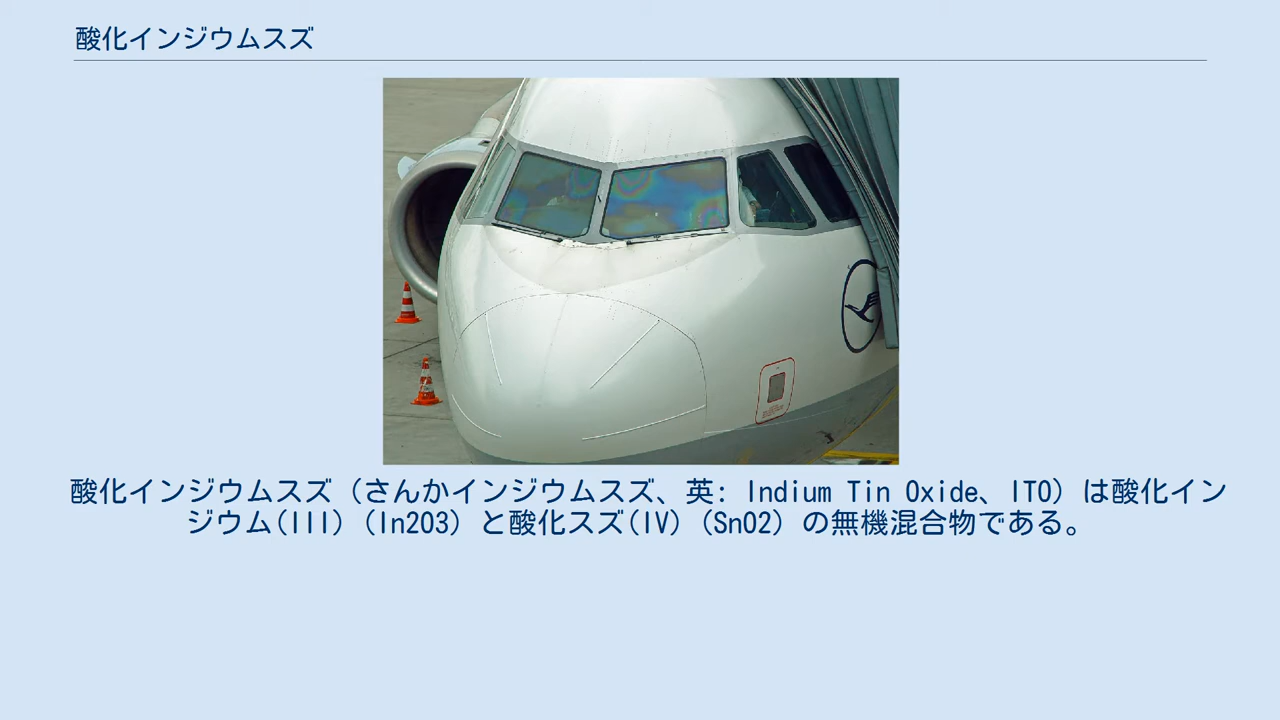 酸化インジウムスズ
酸化インジウムスズ（さんかインジウムスズ、英: Indium Tin Oxide、ITO）は酸化イン
ジウム(III)（In2O3）と酸化スズ(IV)（SnO2）の無機混合物である。